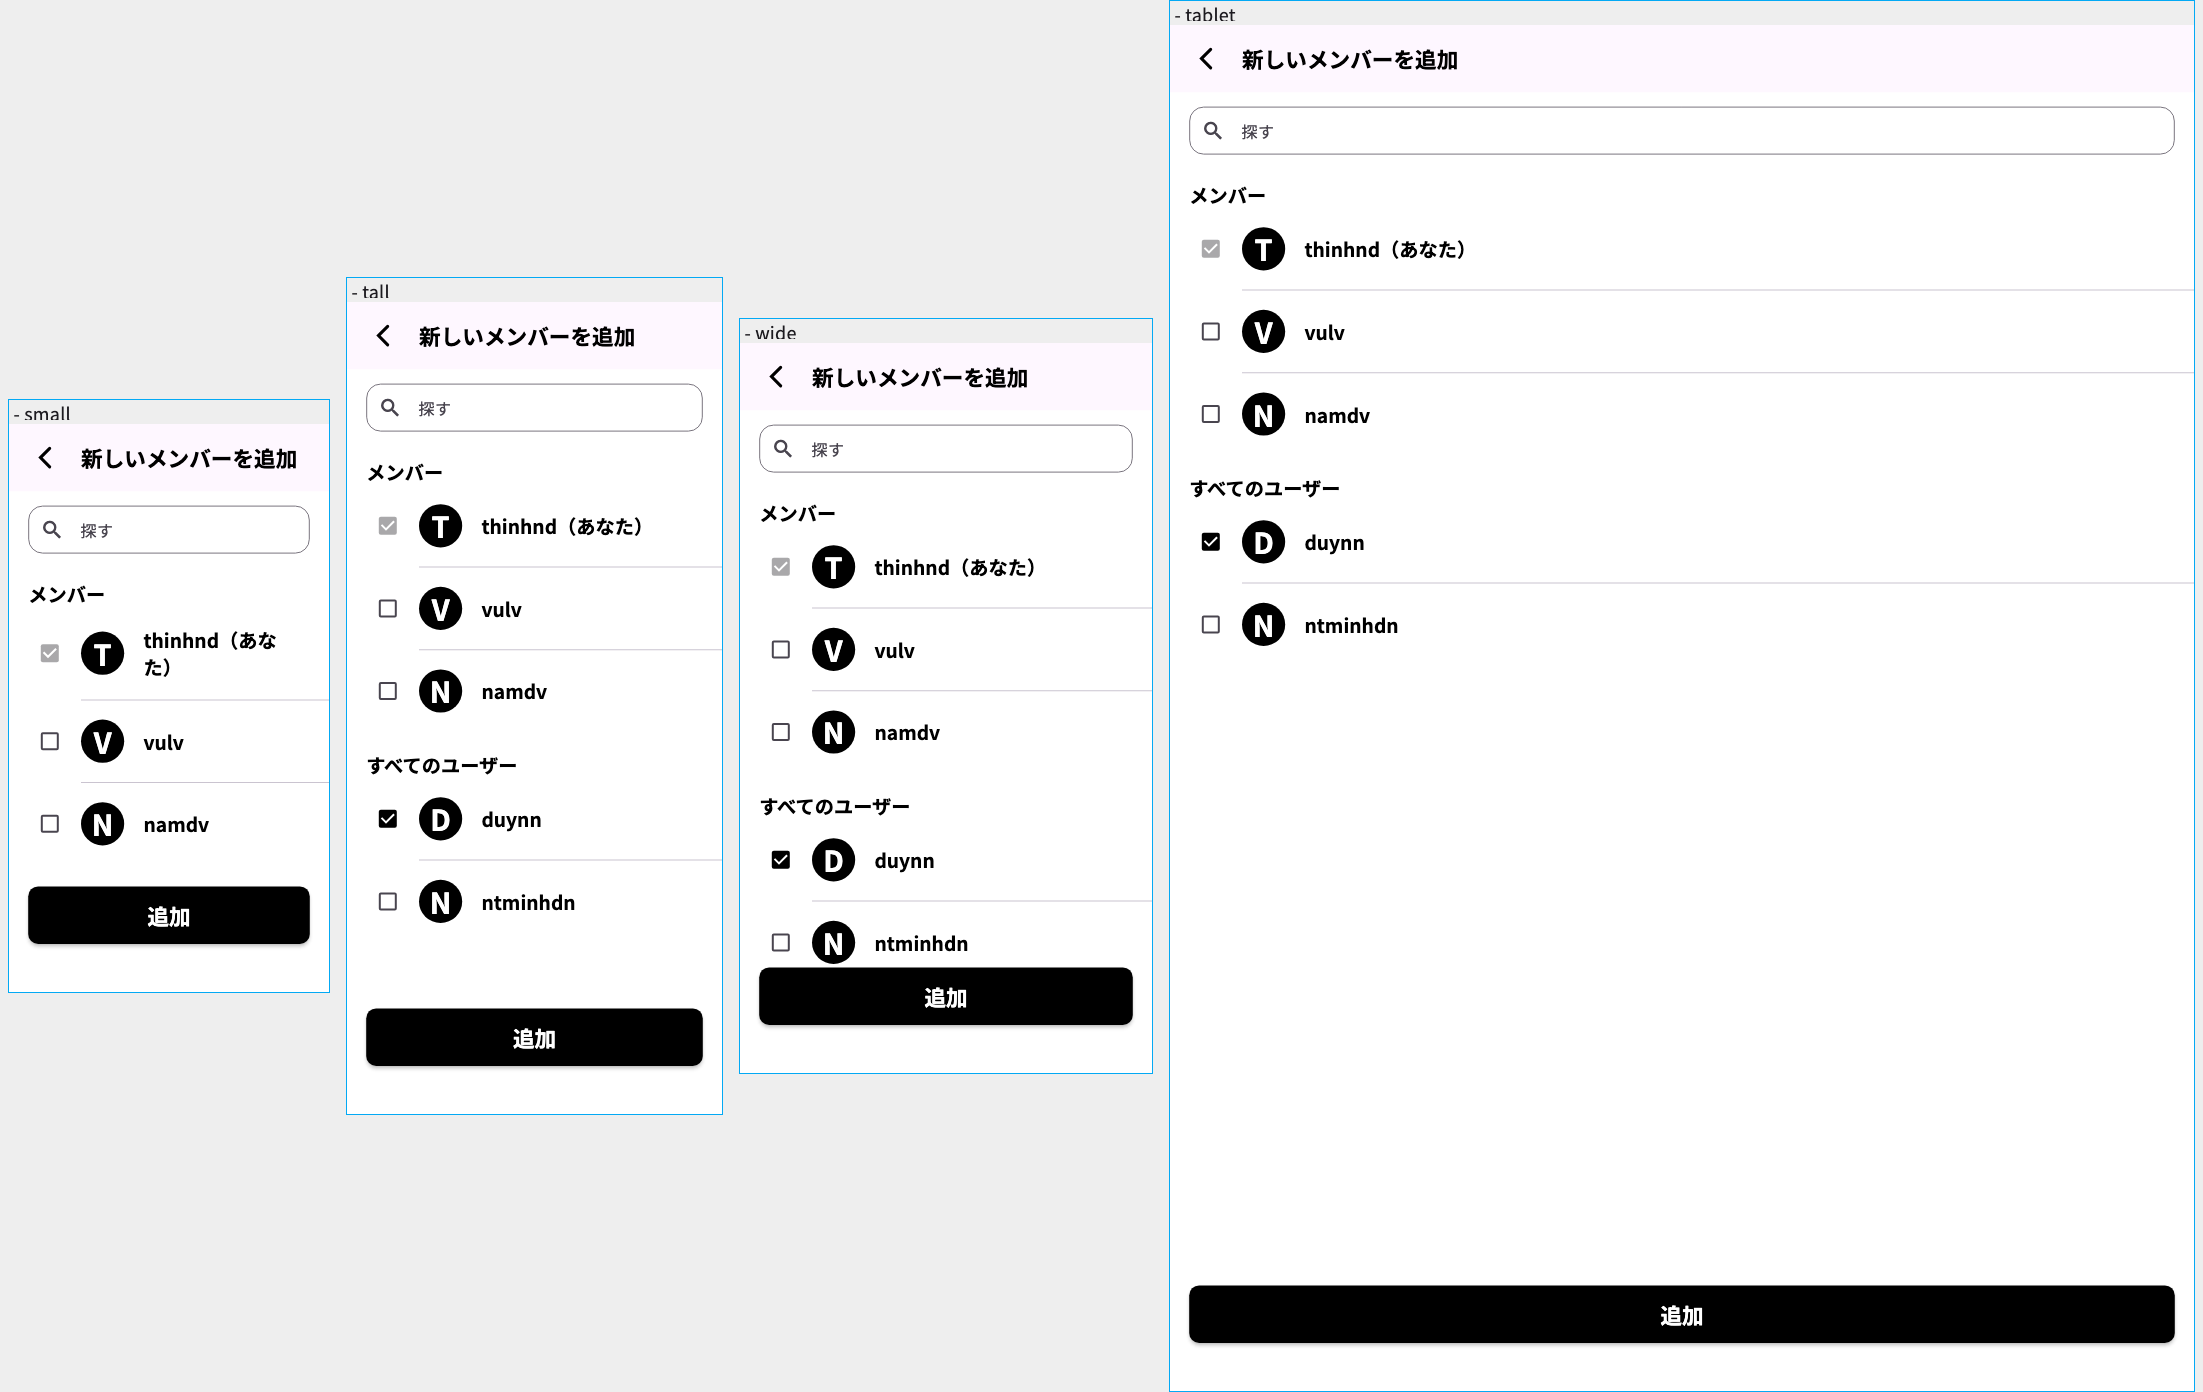 - small
新しいメンバーを追加
探す
メンバー
T
thinhnd（あな
た）
V
vulv
N
namdv
追加
- tall
新しいメンバーを追加
探す
メンバー
T
thinhnd（あなた）
V
vulv
N
namdv
すべてのユーザー
D
duynn
N
ntminhdn
追加
- wide
新しいメンバーを追加
探す
メンバー
T
thinhnd（あなた）
V
vulv
N
namdv
すべてのユーザー
D
duynn
N
ntminhdn
追加
- tablet
新しいメンバーを追加
探す
メンバー
T
thinhnd（あなた）
V
vulv
N
namdv
すべてのユーザー
D
duynn
N
ntminhdn
追加